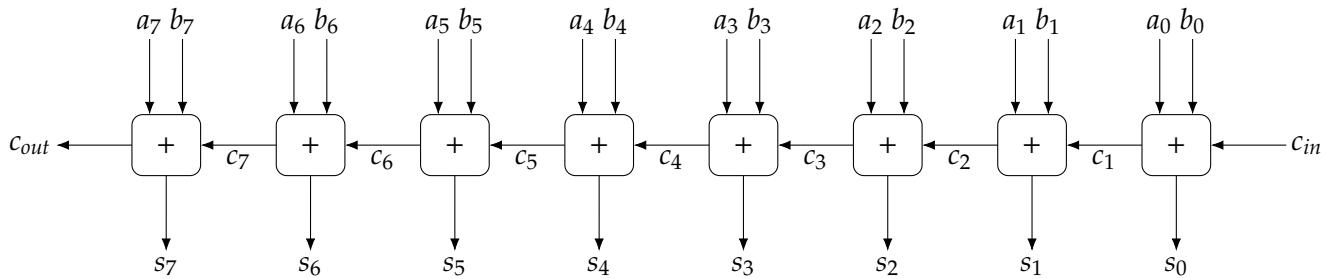 a₇ b₇ a₆ b₆ a₅ b₅ a₄ b₄ a₃ b₃ a₂ b₂ a₁ b₁ a₀ b₀
c_out + c₇ + c₆ + c₅ + c₄ + c₃ + c₂ + c₁ + c_in
s₇ s₆ s₅ s₄ s₃ s₂ s₁ s₀